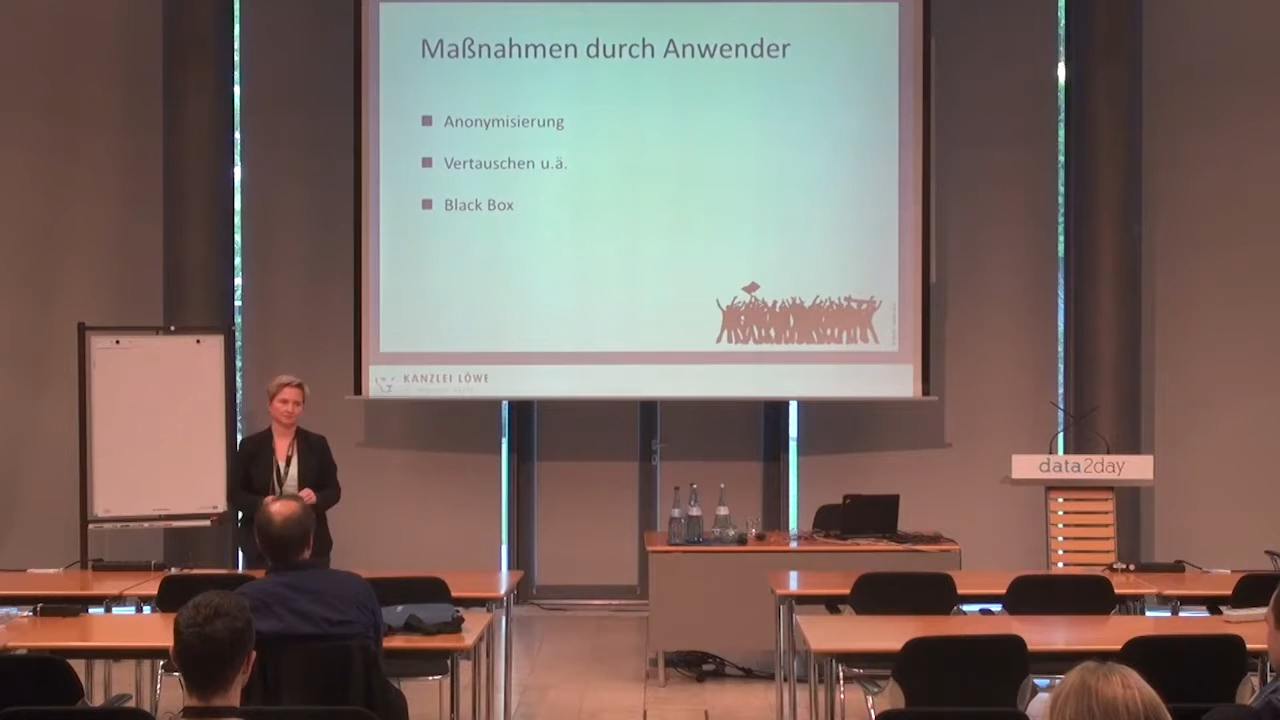 Maßnahmen durch Anwender
Anonymisierung
Vertauschen u.ä.
Black Box
KANZLEI LÖWE
data2day